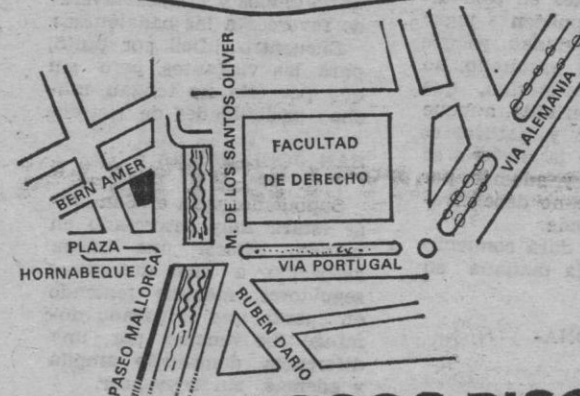 M. DE LOS SANTOS OLIVER
FACULTAD
DE DERECHO
VIA ALEMANIA
BERN AMER
PLAZA
HORNABEQUE
VIA PORTUGAL
PASEO MALLORCA
RUBEN DARIO